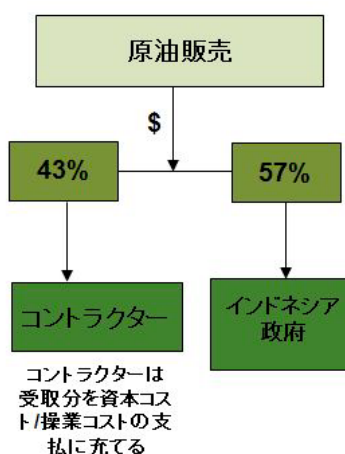 原油販売
$
43%
57%
コントラクター
インドネシア
政府
コントラクターは
受取分を資本コス
ト/操業コストの支
払に充てる